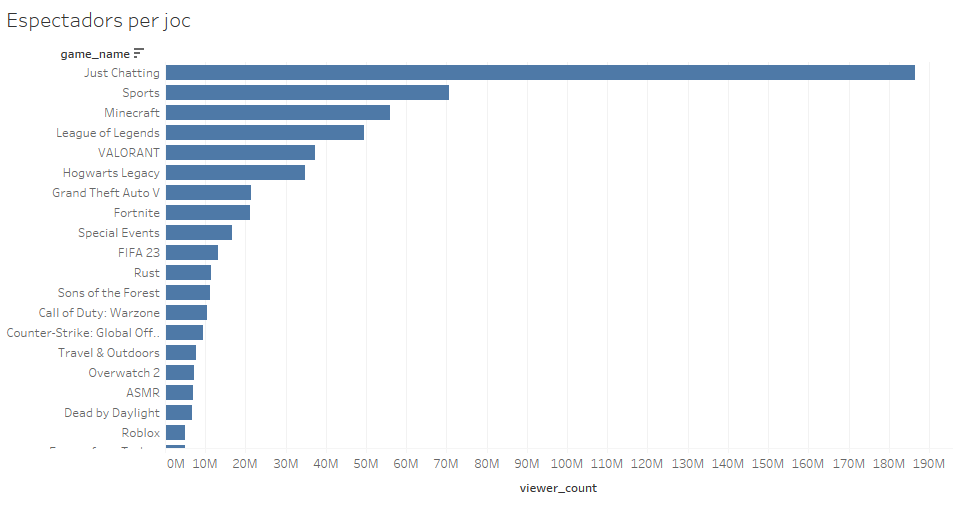 Espectadors per joc
game_name
Just Chatting
Sports
Minecraft
League of Legends
VALORANT
Hogwarts Legacy
Grand Theft Auto V
Fortnite
Special Events
FIFA 23
Rust
Sons of the Forest
Call of Duty: Warzone
Counter-Strike: Global Off..
Travel & Outdoors
Overwatch 2
ASMR
Dead by Daylight
Roblox
0M 10M 20M 30M 40M 50M 60M 70M 80M 90M 100M 110M 120M 130M 140M 150M 160M 170M 180M 190M
viewer_count